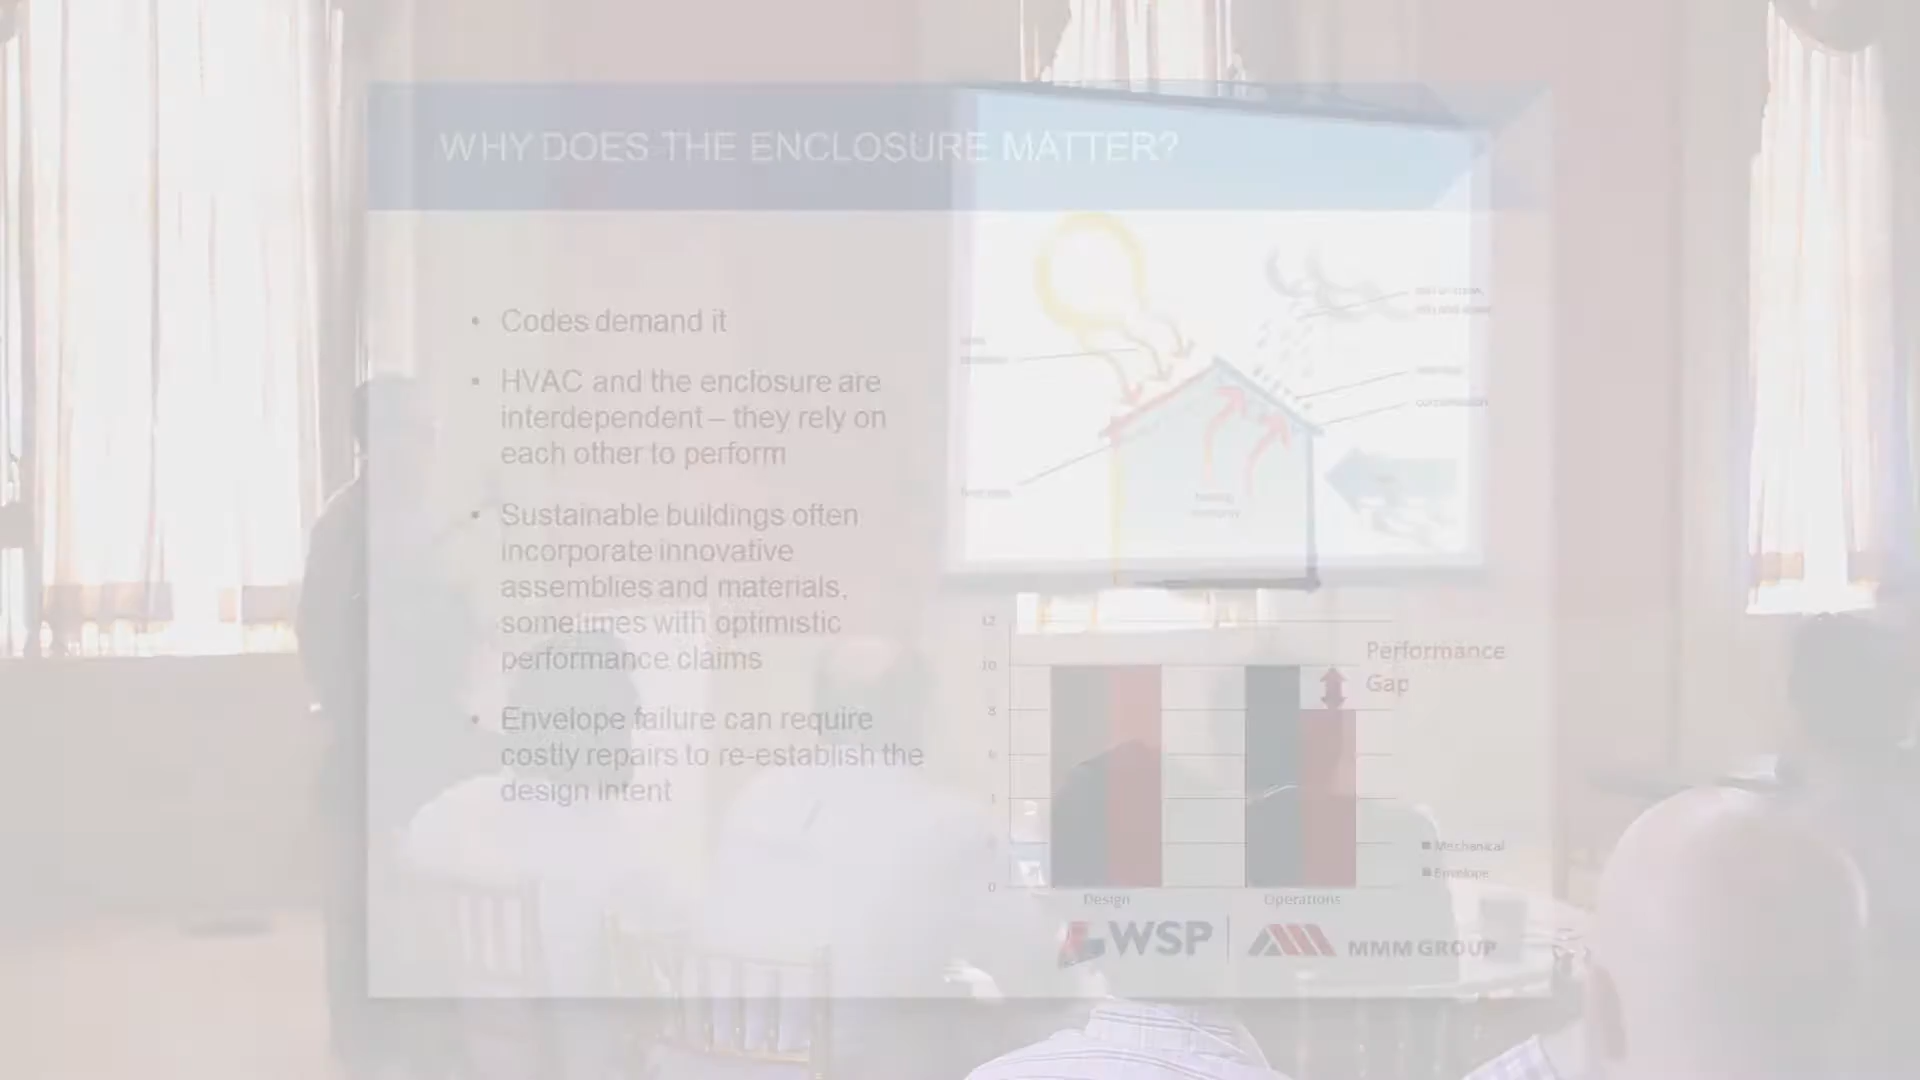 WHY DOES THE ENCLOSURE MATTER?
• Codes demand it
• HVAC and the enclosure are
interdependent – they rely on
each other to perform
• Sustainable buildings often
incorporate innovative
assemblies and materials,
sometimes with optimistic
performance claims
• Envelope failure can require
costly repairs to re-establish the
design intent
12
10
8
6
0
Performance
Gap
Mechanical
Envelope
Design
Operations
WSP
MMM GROUP